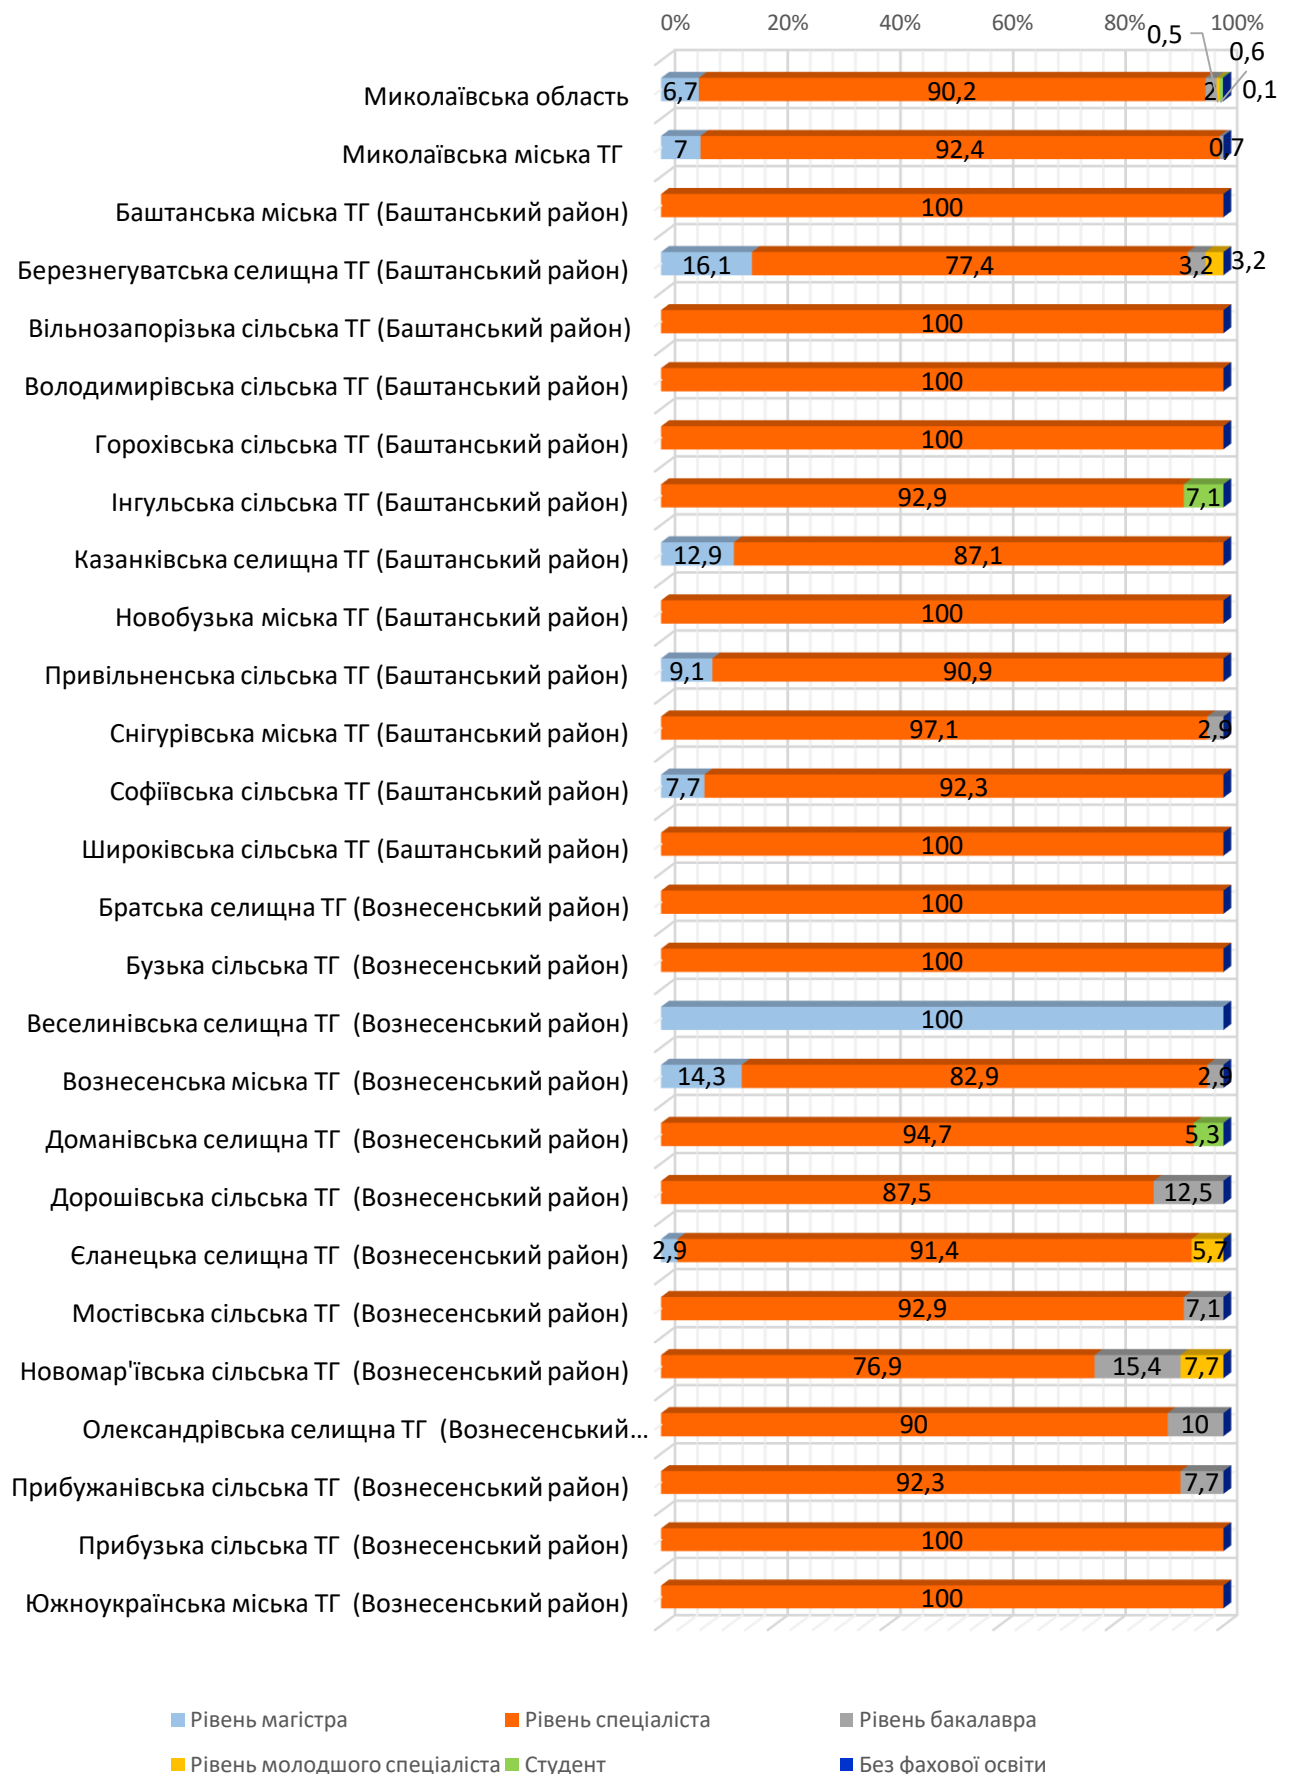 0% 20% 40% 60% 80% 100%
0,5
0,6
Миколаївська область 6,7 90,2 2 0,1
Миколаївська міська ТГ 7 92,4 0,7
Баштанська міська ТГ (Баштанський район) 100
Березнегуватська селищна ТГ (Баштанський район) 16,1 77,4 3,2 3,2
Вільнозапорізька сільська ТГ (Баштанський район) 100
Володимирівська сільська ТГ (Баштанський район) 100
Горохівська сільська ТГ (Баштанський район) 100
Інгульська сільська ТГ (Баштанський район) 92,9 7,1
Казанківська селищна ТГ (Баштанський район) 12,9 87,1
Новобузька міська ТГ (Баштанський район) 100
Привільненська сільська ТГ (Баштанський район) 9,1 90,9
Снігурівська міська ТГ (Баштанський район) 97,1 2,9
Софіївська сільська ТГ (Баштанський район) 7,7 92,3
Широківська сільська ТГ (Баштанський район) 100
Братська селищна ТГ (Вознесенський район) 100
Бузька сільська ТГ (Вознесенський район) 100
Веселинівська селищна ТГ (Вознесенський район) 100
Вознесенська міська ТГ (Вознесенський район) 14,3 82,9 2,9
Доманівська селищна ТГ (Вознесенський район) 94,7 5,3
Дорошівська сільська ТГ (Вознесенський район) 87,5 12,5
Єланецька селищна ТГ (Вознесенський район) 2,9 91,4 5,7
Мостівська сільська ТГ (Вознесенський район) 92,9 7,1
Новомар'ївська сільська ТГ (Вознесенський район) 76,9 15,4 7,7
Олександрівська селищна ТГ (Вознесенський... 90 10
Прибужанівська сільська ТГ (Вознесенський район) 92,3 7,7
Прибузька сільська ТГ (Вознесенський район) 100
Южноукраїнська міська ТГ (Вознесенський район) 100
Рівень магістра Рівень спеціаліста Рівень бакалавра
Рівень молодшого спеціаліста Студент Без фахової освіти